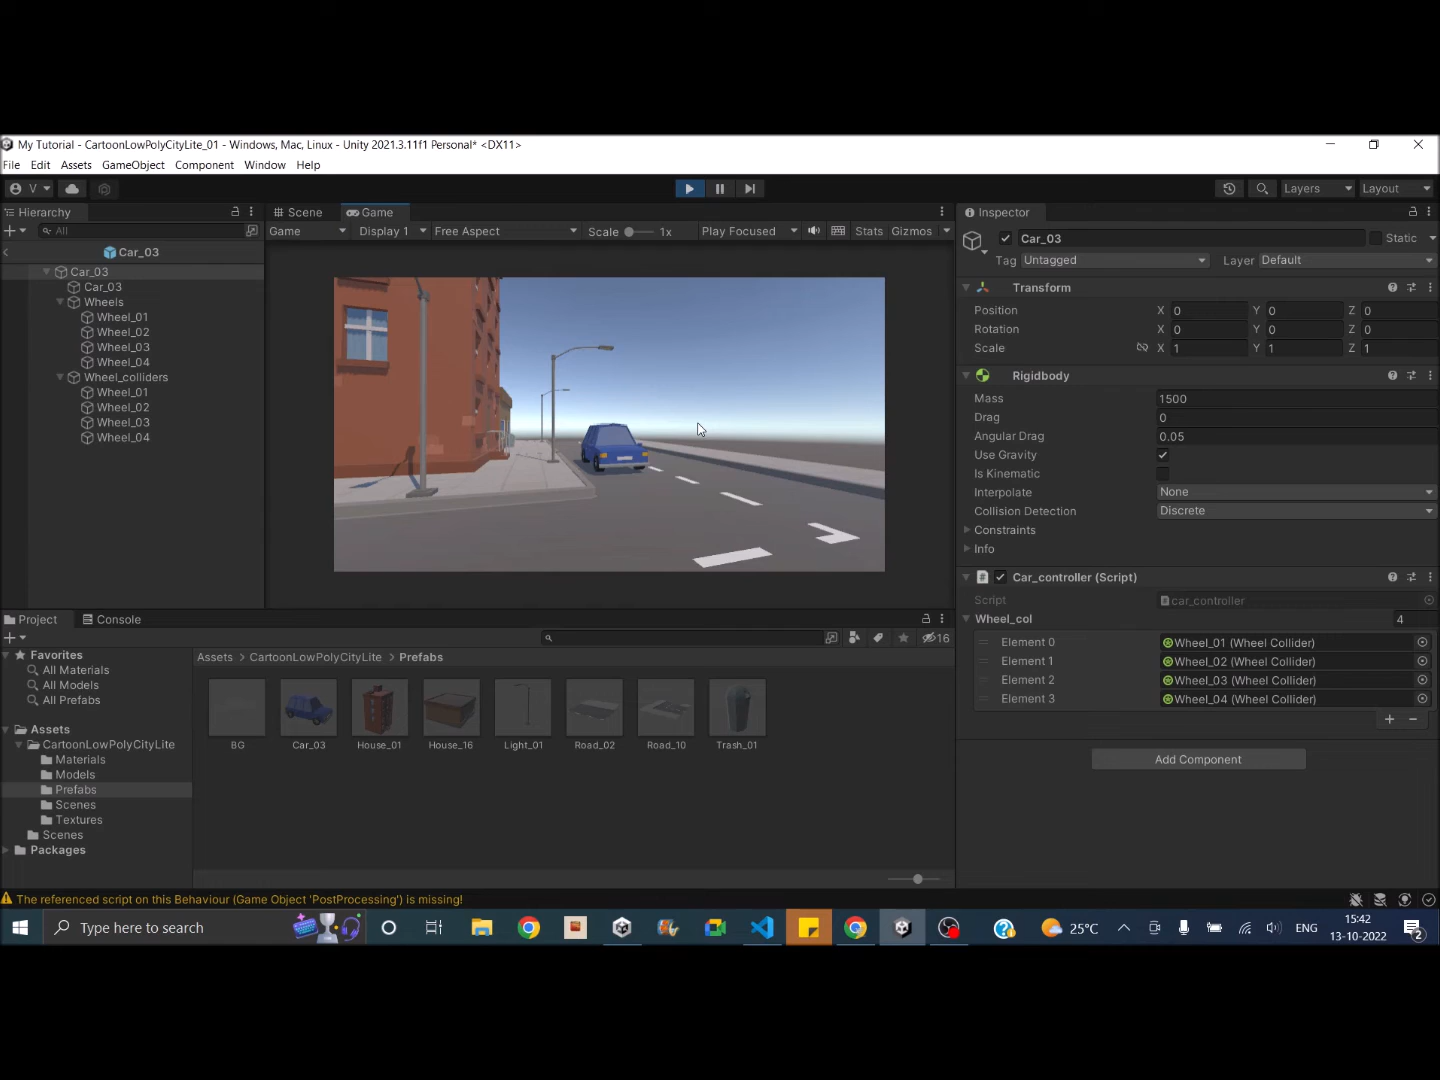 My Tutorial - CartoonLowPolyCityLite_01 - Windows, Mac, Linux - Unity 2021.3.11f1 Personal* <DX11>
File Edit Assets GameObject Component Window Help
V Layers Layout
Hierarchy
All
Car_03
Car_03
Car_03
Wheels
Wheel_01
Wheel_02
Wheel_03
Wheel_04
Wheel_colliders
Wheel_01
Wheel_02
Wheel_03
Wheel_04
Scene Game
Game Display 1 Free Aspect Scale 1x Play Focused Stats Gizmos
Inspector
Car_03 Static
Tag Untagged Layer Default
Transform
Position X 0 Y 0 Z 0
Rotation X 0 Y 0 Z 0
Scale X 1 Y 1 Z 1
Rigidbody
Mass 1500
Drag 0
Angular Drag 0.05
Use Gravity
Is Kinematic
Interpolate None
Collision Detection Discrete
Constraints
Info
Car_controller (Script)
Script car_controller
Wheel_col 4
Element 0 Wheel_01 (Wheel Collider)
Element 1 Wheel_02 (Wheel Collider)
Element 2 Wheel_03 (Wheel Collider)
Element 3 Wheel_04 (Wheel Collider)
Add Component
Project Console
16
Favorites
All Materials
All Models
All Prefabs
Assets
CartoonLowPolyCityLite
Materials
Models
Prefabs
Scenes
Textures
Scenes
Packages
Assets > CartoonLowPolyCityLite > Prefabs
BG Car_03 House_01 House_16 Light_01 Road_02 Road_10 Trash_01
The referenced script on this Behaviour (Game Object 'PostProcessing') is missing!
Type here to search
25°C ENG
15:42
13-10-2022
2